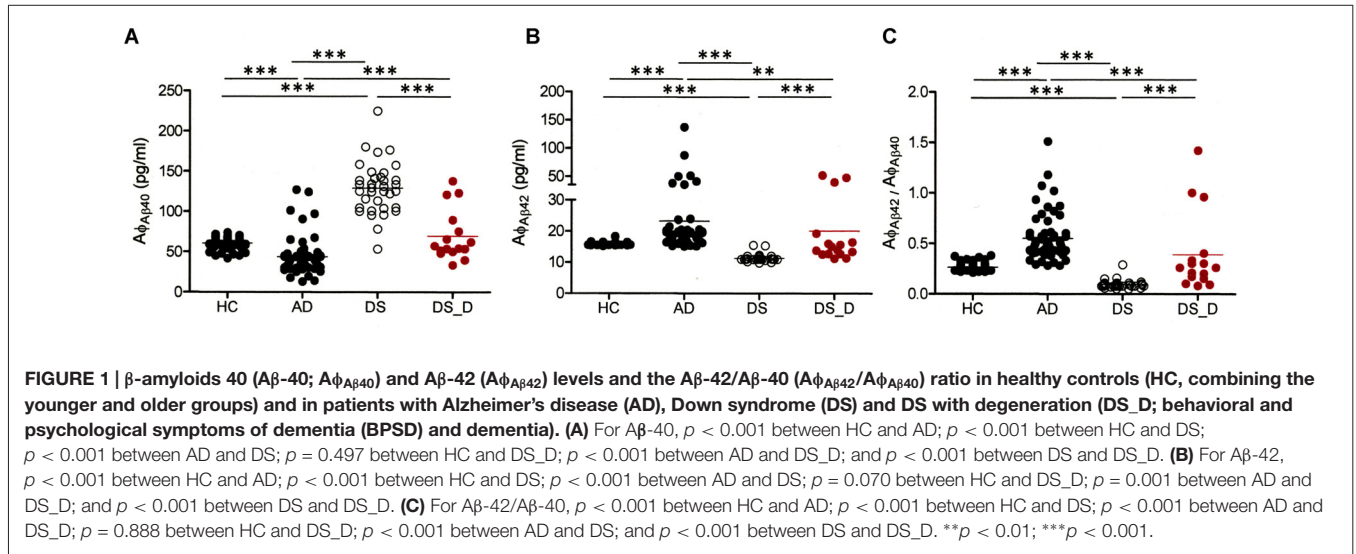 A
B
C
***
***
***
***
***
***
**
***
***
***
***
***
***
***
***
250
200
150
100
50
0
Aϕ_Aβ40 (pg/ml)
HC AD DS DS_D
200
150
100
50
30
20
10
0
Aϕ_Aβ42 (pg/ml)
HC AD DS DS_D
2.0
1.5
1.0
0.5
0.0
Aϕ_Aβ42 / Aϕ_Aβ40
HC AD DS DS_D
FIGURE 1 | β-amyloids 40 (Aβ-40; Aϕ_Aβ40) and Aβ-42 (Aϕ_Aβ42) levels and the Aβ-42/Aβ-40 (Aϕ_Aβ42/Aϕ_Aβ40) ratio in healthy controls (HC, combining the
younger and older groups) and in patients with Alzheimer's disease (AD), Down syndrome (DS) and DS with degeneration (DS_D; behavioral and
psychological symptoms of dementia (BPSD) and dementia). (A) For Aβ-40, p < 0.001 between HC and AD; p < 0.001 between HC and DS;
p < 0.001 between AD and DS; p = 0.497 between HC and DS_D; p < 0.001 between AD and DS_D; and p < 0.001 between DS and DS_D. (B) For Aβ-42,
p < 0.001 between HC and AD; p < 0.001 between HC and DS; p < 0.001 between AD and DS; p = 0.070 between HC and DS_D; p = 0.001 between AD and
DS_D; and p < 0.001 between DS and DS_D. (C) For Aβ-42/Aβ-40, p < 0.001 between HC and AD; p < 0.001 between HC and DS; p < 0.001 between AD and
DS_D; p = 0.888 between HC and DS_D; p < 0.001 between AD and DS; and p < 0.001 between DS and DS_D. **p < 0.01; ***p < 0.001.